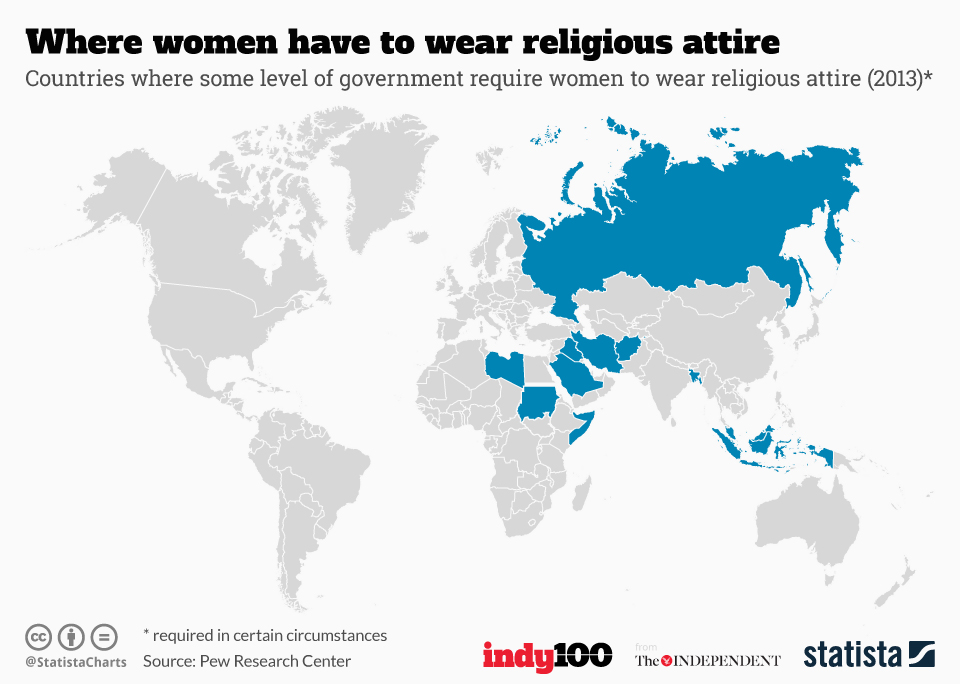 Where women have to wear religious attire
Countries where some level of government require women to wear religious attire (2013)*
* required in certain circumstances
@StatistaCharts
Source: Pew Research Center
indy100
from
The INDEPENDENT
statista
cc